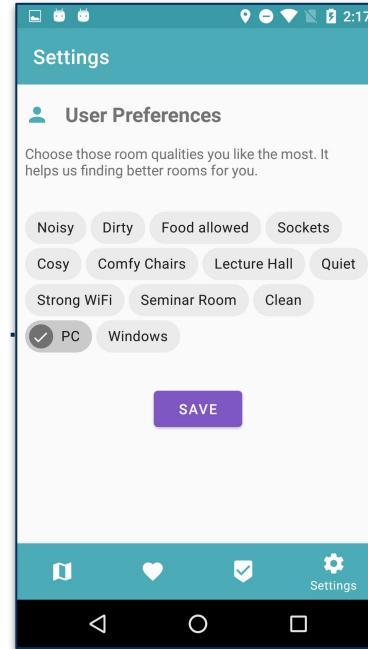 2:17
Settings
User Preferences
Choose those room qualities you like the most. It
helps us finding better rooms for you.
Noisy Dirty Food allowed Sockets
Cosy Comfy Chairs Lecture Hall Quiet
Strong WiFi Seminar Room Clean
PC Windows
SAVE
Settings